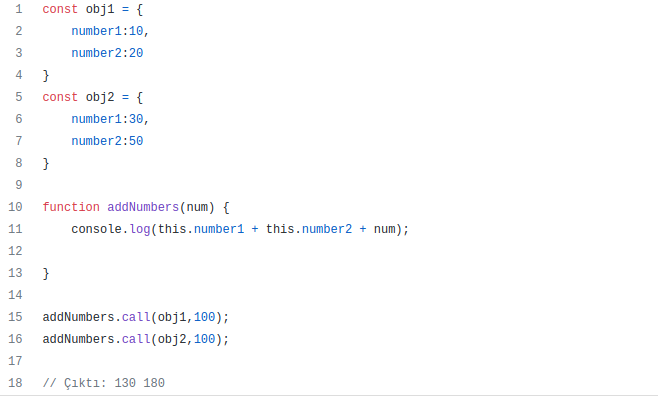 1 const obj1 = {
2     number1:10,
3     number2:20
4 }
5 const obj2 = {
6     number1:30,
7     number2:50
8 }
9
10 function addNumbers(num) {
11     console.log(this.number1 + this.number2 + num);
12
13 }
14
15 addNumbers.call(obj1,100);
16 addNumbers.call(obj2,100);
17
18 // Çıktı: 130 180